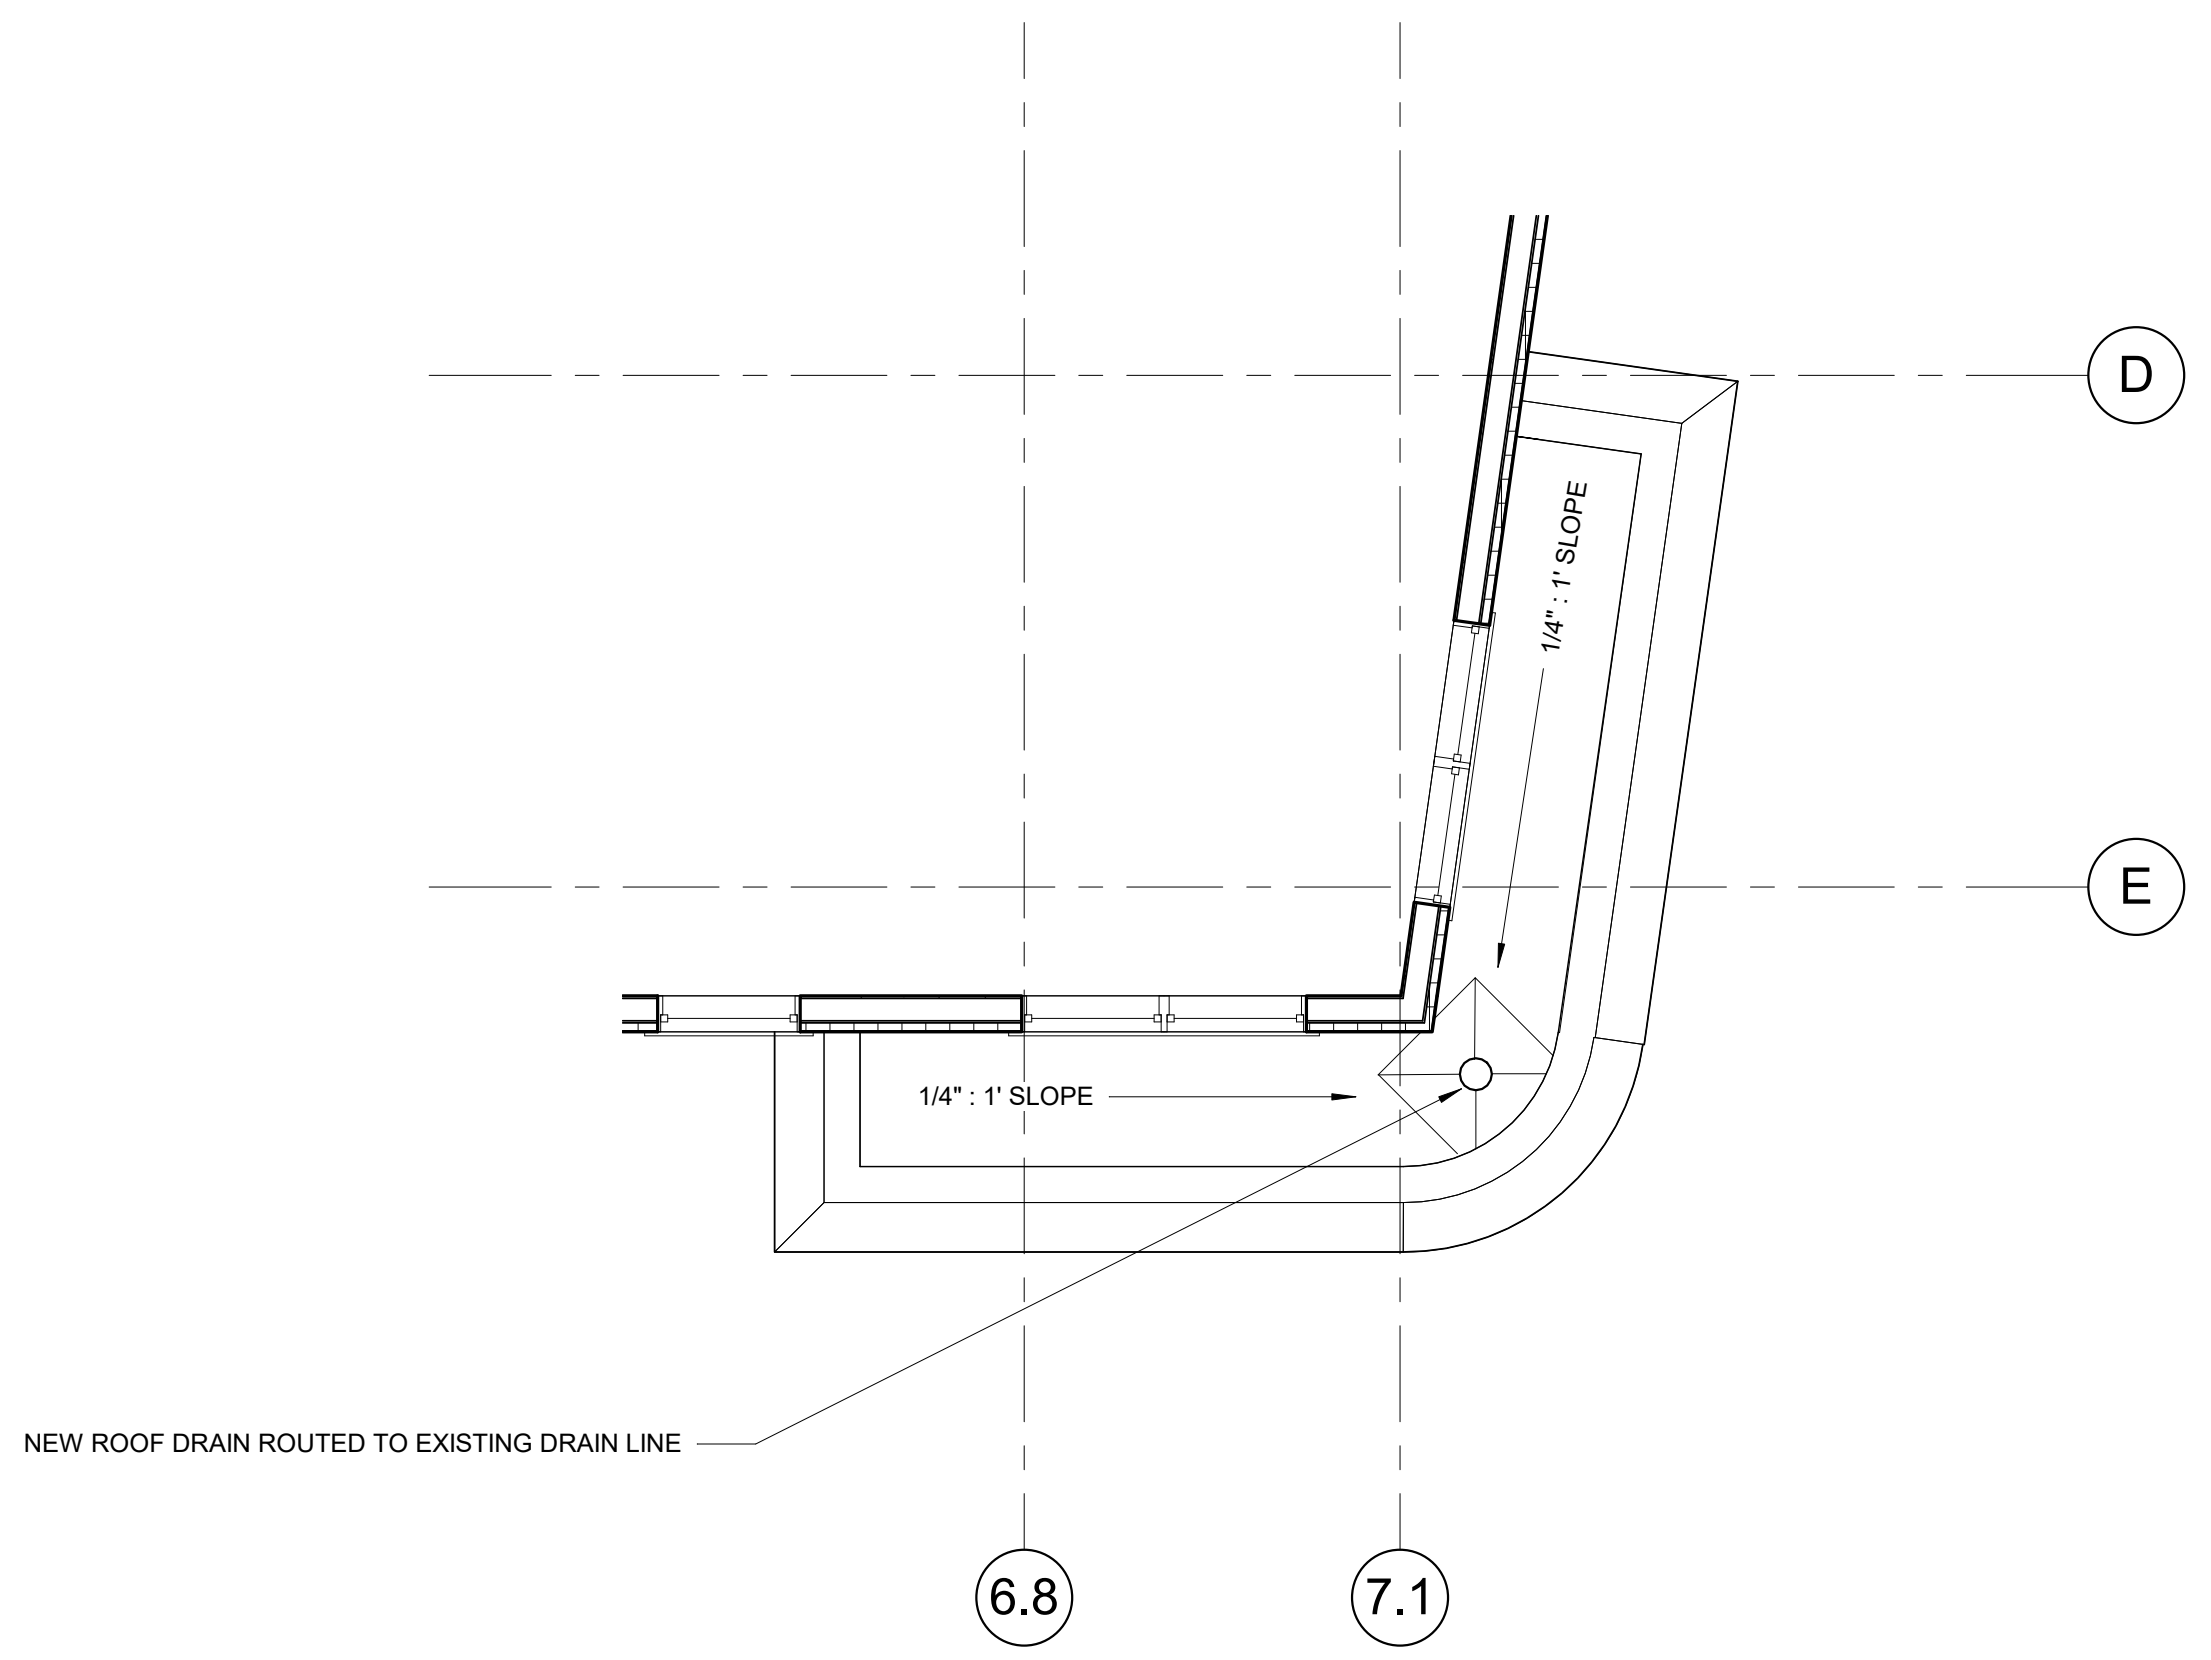 D
1/4" : 1' SLOPE
E
1/4" : 1' SLOPE
NEW ROOF DRAIN ROUTED TO EXISTING DRAIN LINE
6.8
7.1